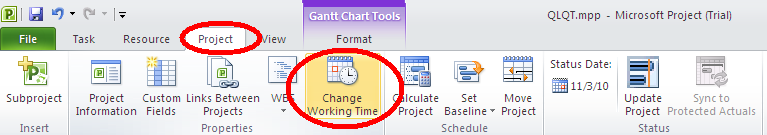 Gantt Chart Tools
QLQT.mpp - Microsoft Project (Trial)
File Task Resource Project View Format
Subproject
Project Information
Custom Fields
Links Between Projects
WBS
Change Working Time
Calculate Project
Set Baseline
Move Project
Status Date:
11/3/10
Update Project
Sync to Protected Actuals
Insert Properties Schedule Status